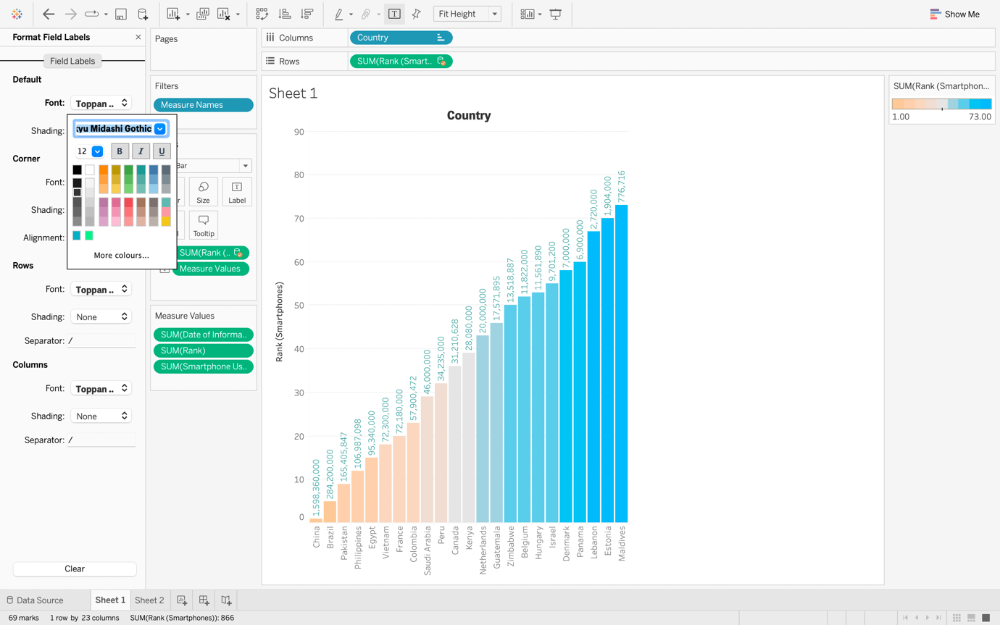 Fit Height
Show Me
Format Field Labels
Field Labels
Default
Font: Toppan ..
Shading:
Corner
Font:
Shading:
Alignment:
Rows
Font: Toppan ..
Shading: None
Separator: /
Columns
Font: Toppan ..
Shading: None
Separator: /
Clear
yu Midashi Gothic
12 B I U
More colours...
Pages
Filters
Measure Names
Bar
Size
Label
Tooltip
SUM(Rank (..
Measure Values
Measure Values
SUM(Date of Informa..
SUM(Rank)
SUM(Smartphone Us..
Columns
Country
Rows
SUM(Rank (Smart..
Sheet 1
Country
90
80
70
60
50
40
30
20
10
0
Rank (Smartphones)
1,598,360,000
284,200,000
165,405,847
106,987,098
95,340,000
72,300,000
72,180,000
57,900,472
46,000,000
34,235,000
31,210,628
28,080,000
20,000,000
17,571,895
13,518,887
11,822,000
11,561,890
9,701,200
7,000,000
6,900,000
2,720,000
1,904,000
776,716
China
Brazil
Pakistan
Philippines
Egypt
Vietnam
France
Colombia
Saudi Arabia
Peru
Canada
Kenya
Netherlands
Guatemala
Zimbabwe
Belgium
Hungary
Israel
Denmark
Panama
Lebanon
Estonia
Maldives
SUM(Rank (Smartphon...
1.00 73.00
Data Source
Sheet 1
Sheet 2
69 marks
1 row by 23 columns
SUM(Rank (Smartphones)): 866